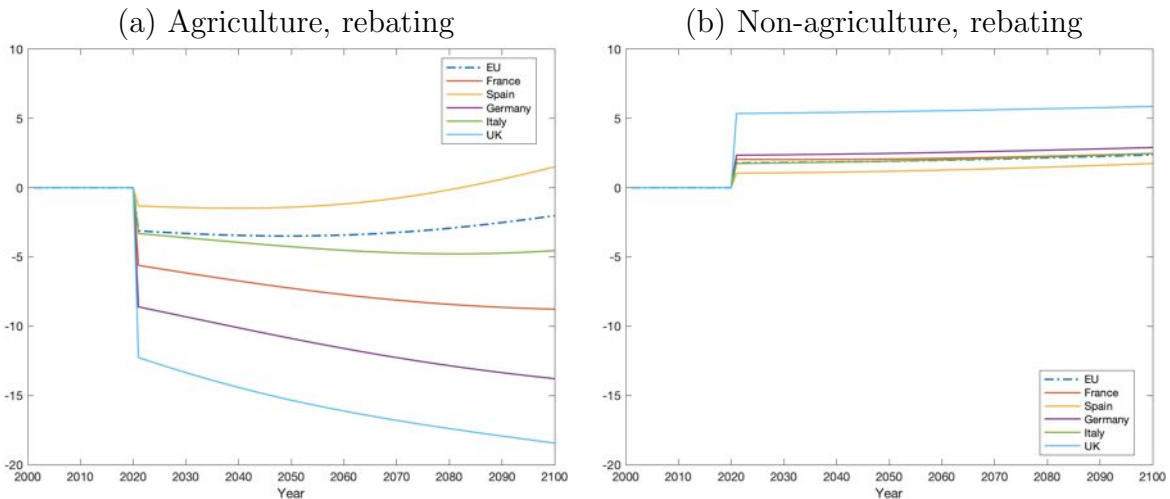 (a) Agriculture, rebating
10
5
0
-5
-10
-15
-20
2000 2010 2020 2030 2040 2050 2060 2070 2080 2090 2100
Year
EU
France
Spain
Germany
Italy
UK
(b) Non-agriculture, rebating
10
5
0
-5
-10
-15
-20
2000 2010 2020 2030 2040 2050 2060 2070 2080 2090 2100
Year
EU
France
Spain
Germany
Italy
UK